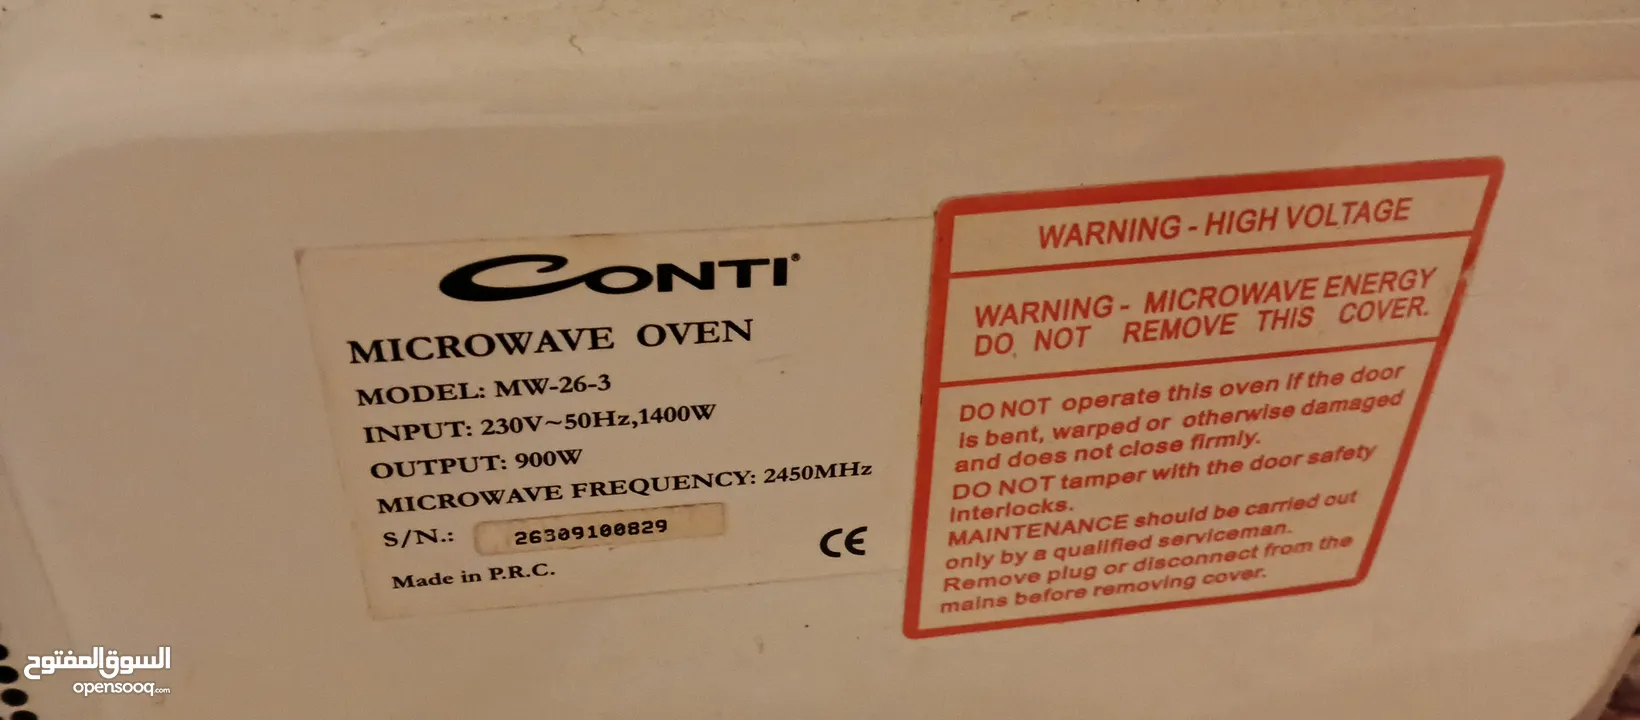 CONTI
MICROWAVE OVEN
MODEL: MW-26-3
INPUT: 230V~50Hz,1400W
OUTPUT: 900W
MICROWAVE FREQUENCY: 2450MHz
S/N.: 26309100829
CE
Made in P.R.C.
WARNING - HIGH VOLTAGE
WARNING - MICROWAVE ENERGY
DO NOT REMOVE THIS COVER.
DO NOT operate this oven if the door
is bent, warped or otherwise damaged
and does not close firmly.
DO NOT tamper with the door safety
Interlocks.
MAINTENANCE should be carried out
only by a qualified serviceman.
Remove plug or disconnect from the
mains before removing cover.
السوق المفتوح
opensooq.com